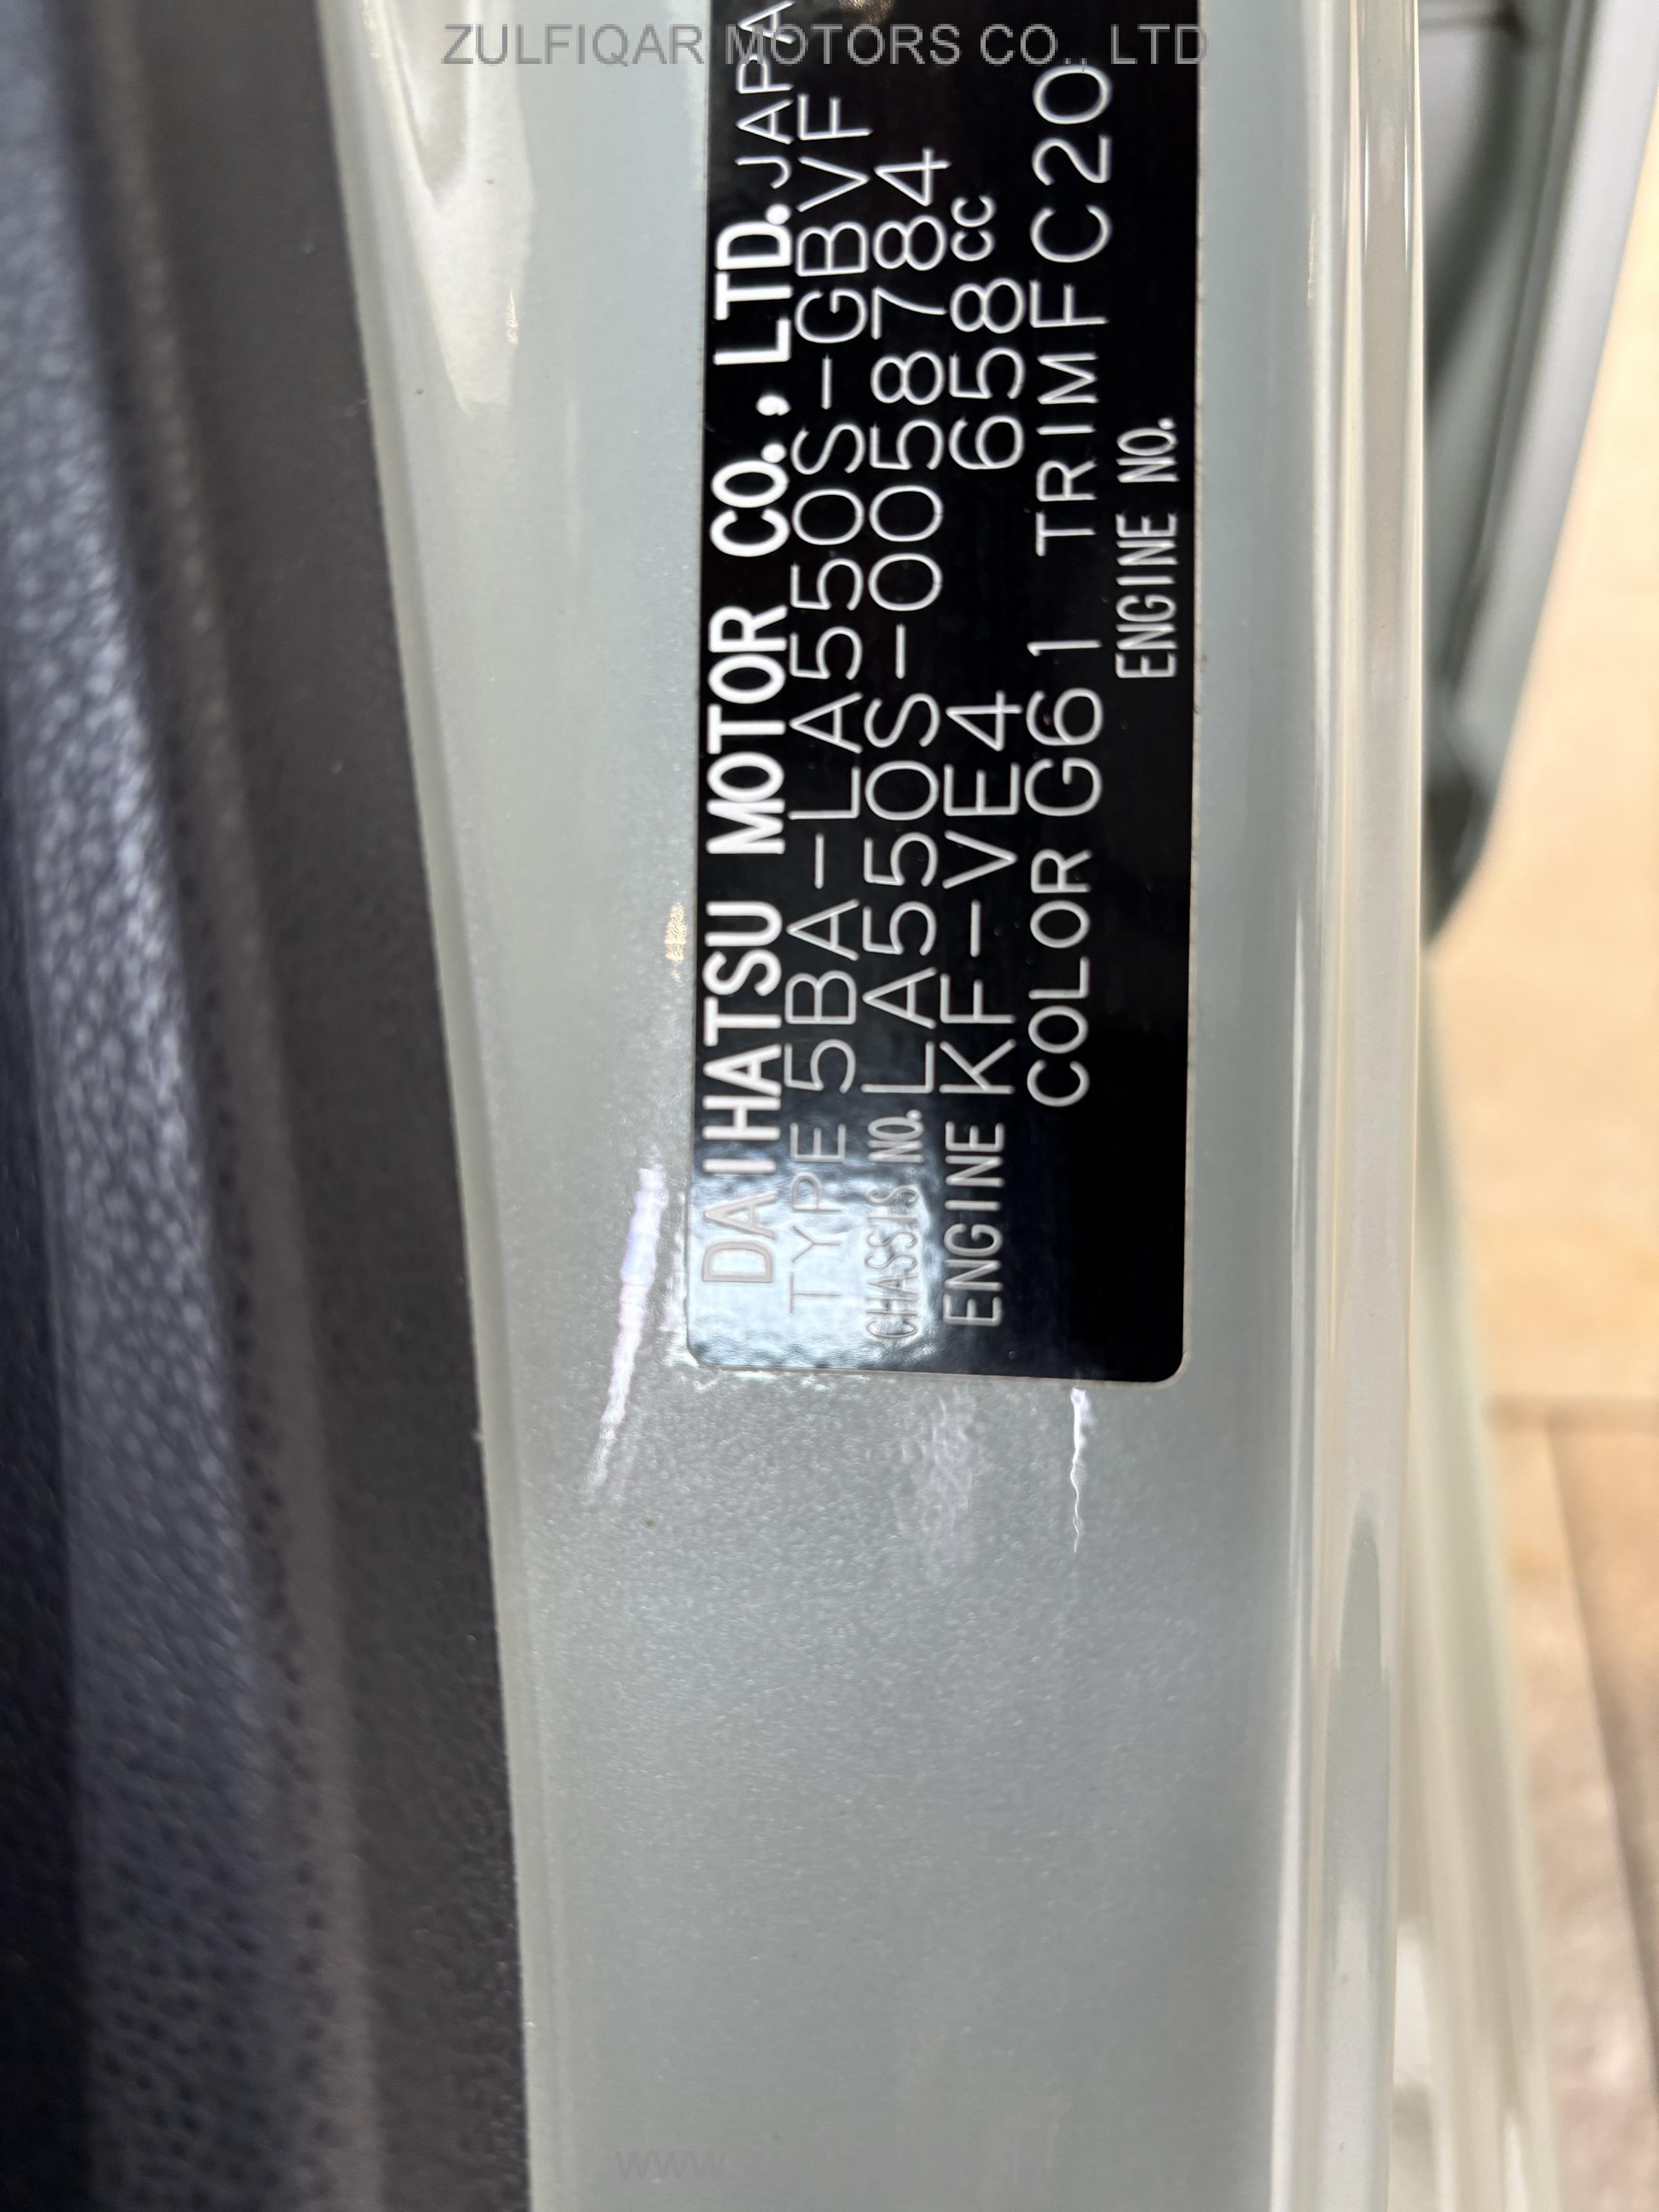 ZULFIQAR MOTORS CO., LTD
DAIHATSU MOTOR CO., LTD. JAPA
TYPE 5BA-LA550S-GBVF
CHASSIS NO. LA550S-0058784
ENGINE KF-VE4 658cc
COLOR G61 TRIM FC20
ENGINE NO.